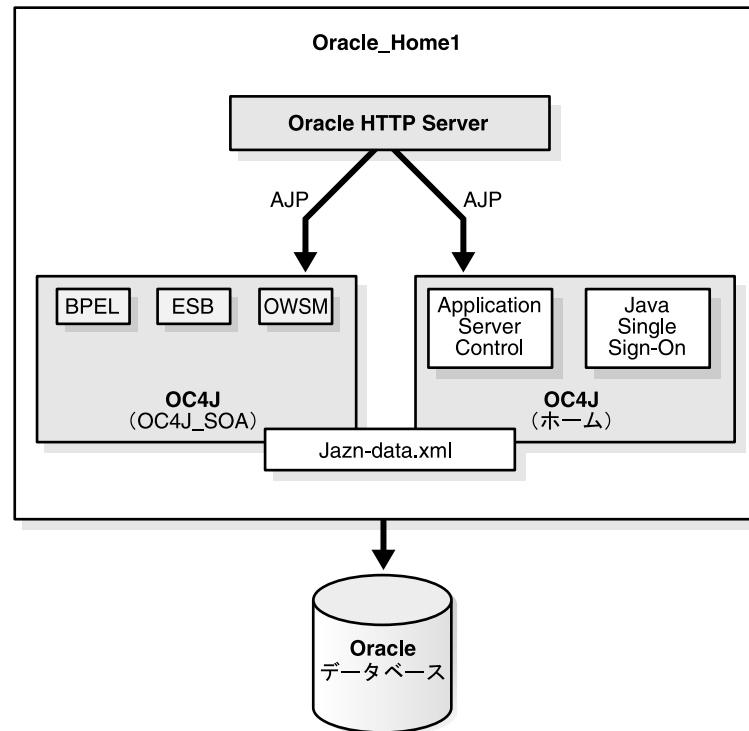 Oracle_Home1
Oracle HTTP Server
AJP
AJP
BPEL
ESB
OWSM
Application
Server
Control
Java
Single
Sign-On
OC4J
(OC4J_SOA)
OC4J
(ホーム)
Jazn-data.xml
Oracle
データベース